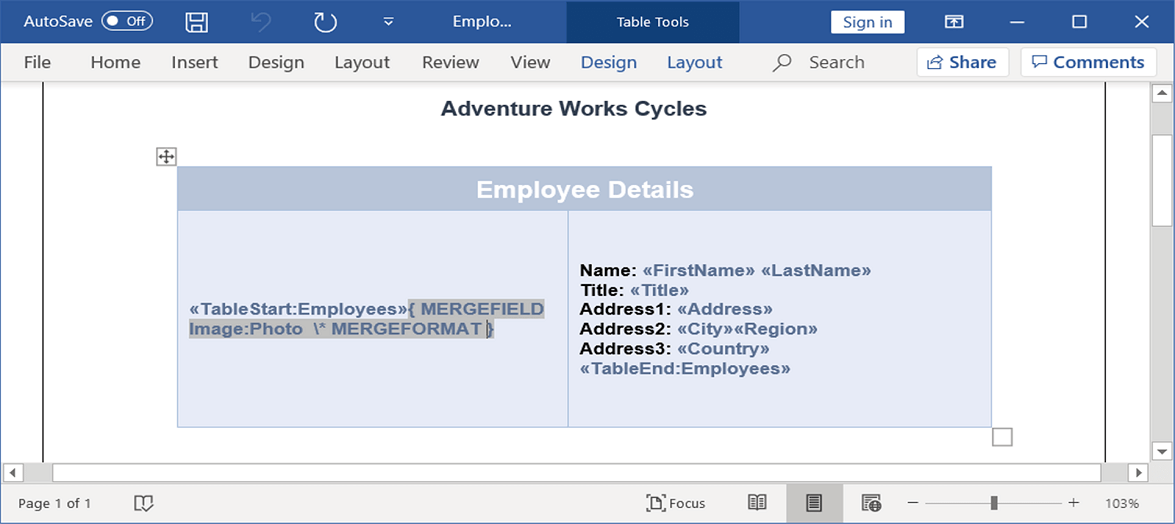 AutoSave Off Emplo... Table Tools Sign in
File Home Insert Design Layout Review View Design Layout Search Share Comments
Adventure Works Cycles
Employee Details
«TableStart:Employees»{ MERGEFIELD
Image:Photo \* MERGEFORMAT }
Name: «FirstName» «LastName»
Title: «Title»
Address1: «Address»
Address2: «City»«Region»
Address3: «Country»
«TableEnd:Employees»
Page 1 of 1 Focus 103%